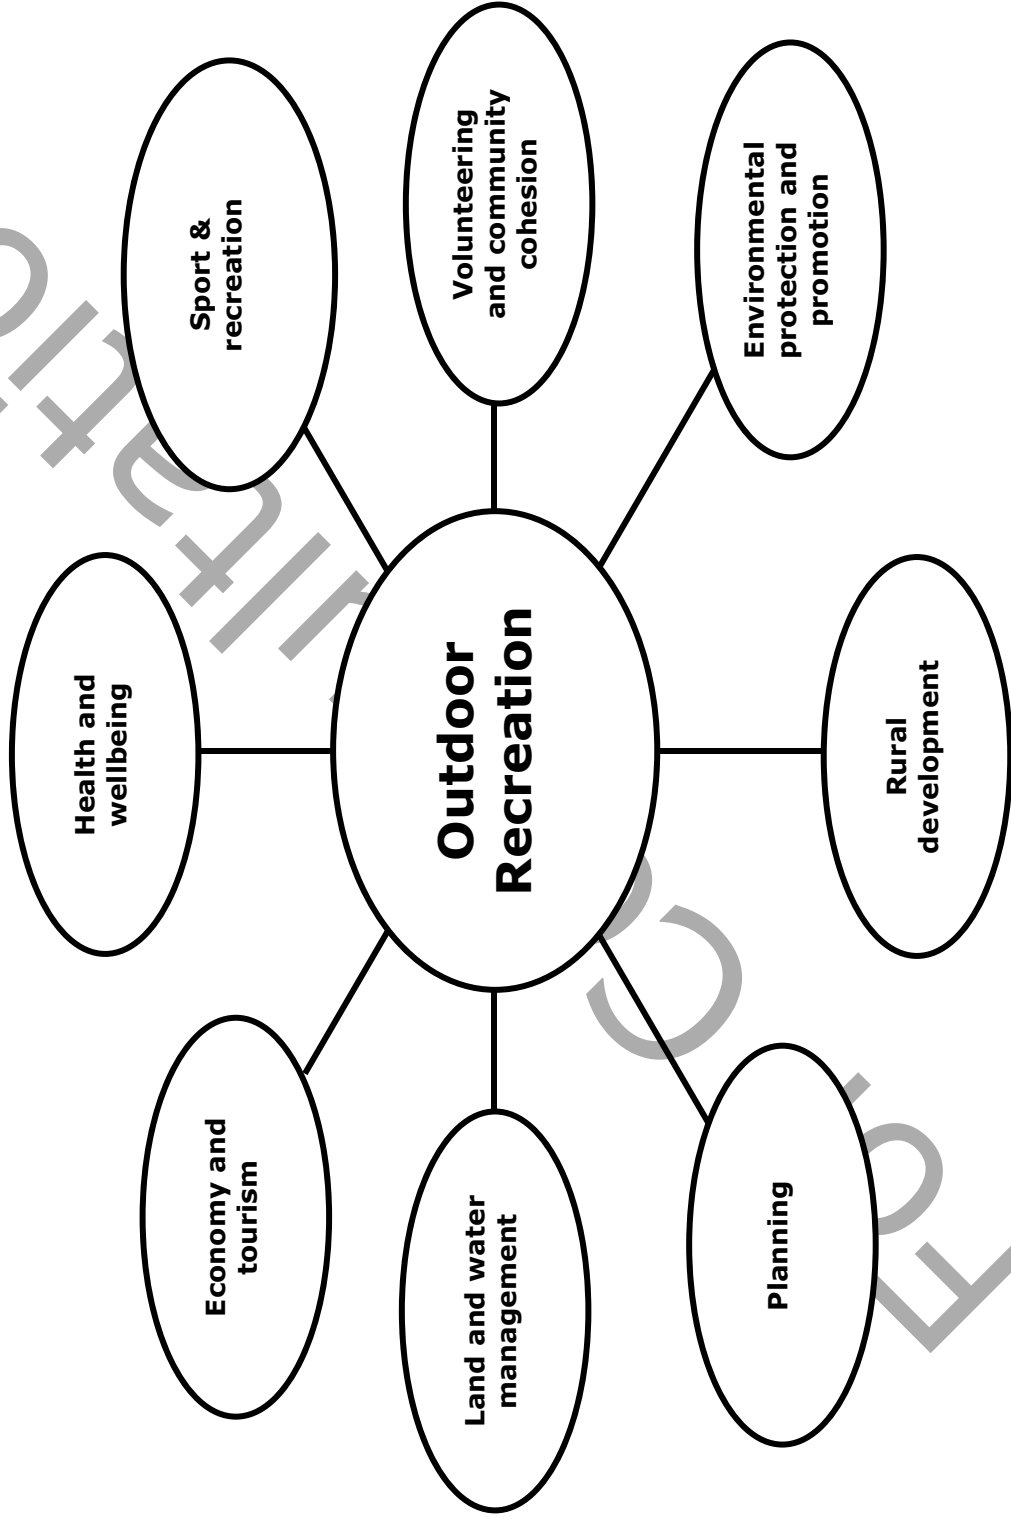 Health and
wellbeing
Economy and
tourism
Sport &
recreation
Land and water
management
Outdoor
Recreation
Volunteering
and community
cohesion
Planning
Environmental
protection and
promotion
Rural
development